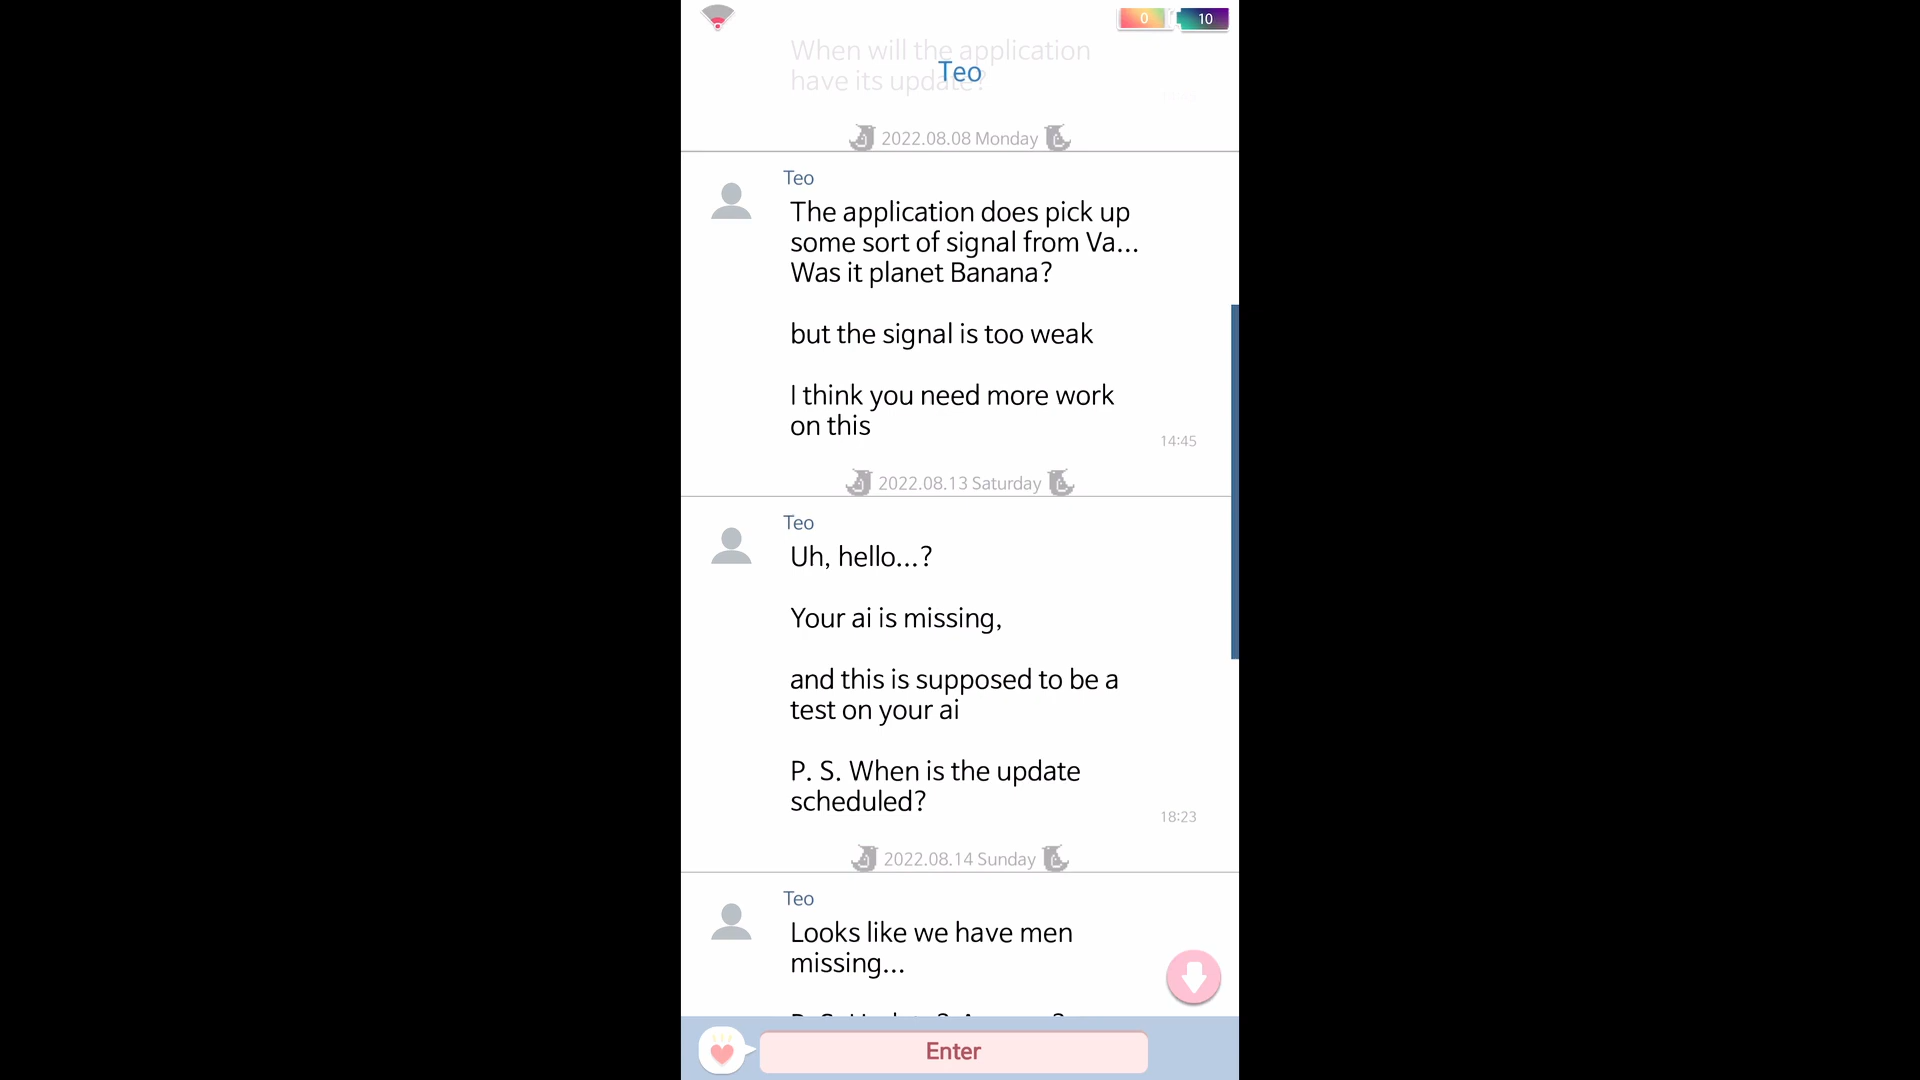 0
10
When will the application
have its update?
Teo
2022.08.08 Monday
Teo
The application does pick up
some sort of signal from Va...
Was it planet Banana?
but the signal is too weak
I think you need more work
on this
14:45
2022.08.13 Saturday
Teo
Uh, hello...?
Your ai is missing,
and this is supposed to be a
test on your ai
P. S. When is the update
scheduled?
18:23
2022.08.14 Sunday
Teo
Looks like we have men
missing...
Enter